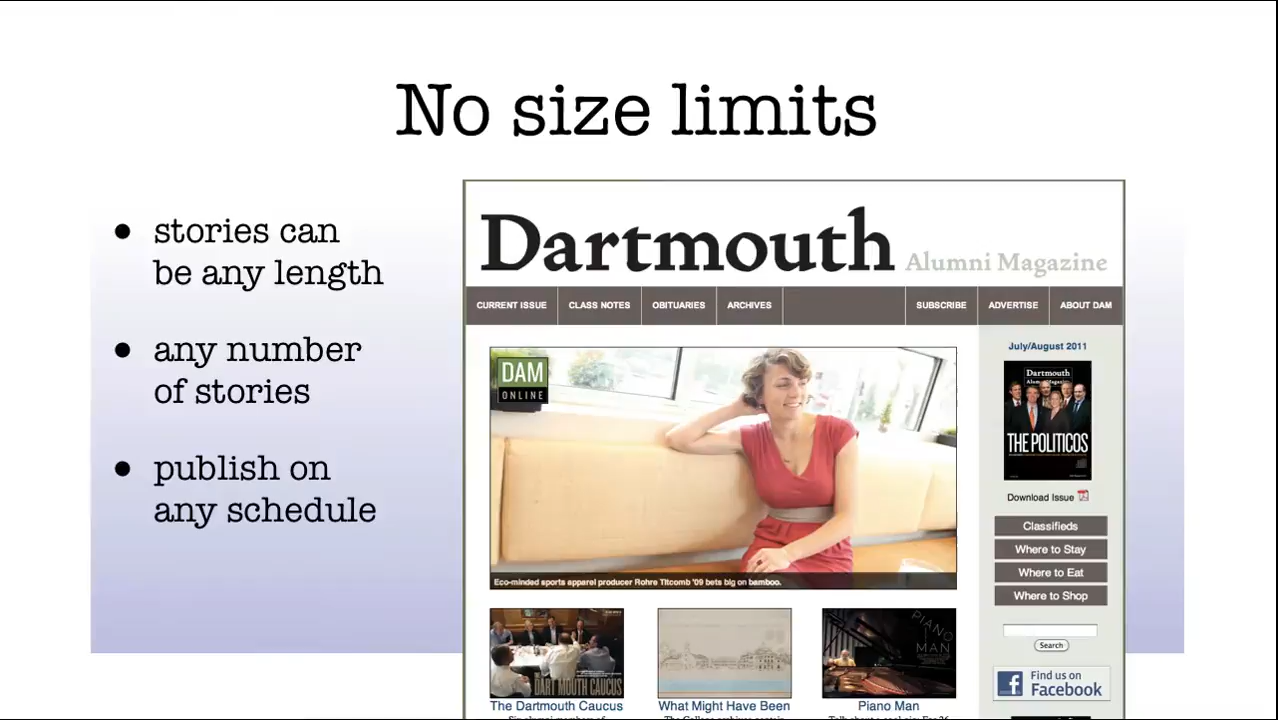 No size limits
• stories can
be any length
• any number
of stories
• publish on
any schedule
Dartmouth Alumni Magazine
CURRENT ISSUE CLASS NOTES OBITUARIES ARCHIVES SUBSCRIBE ADVERTISE ABOUT DAM
DAM
ONLINE
Eco-minded sports apparel producer Rohre Titcomb '09 bets big on bamboo.
July/August 2011
Dartmouth
Alumni Magazine
THE POLITICOS
Download Issue
Classifieds
Where to Stay
Where to Eat
Where to Shop
Search
Find us on
Facebook
DARTMOUTH CAUCUS
PIANO
MAN
The Dartmouth Caucus
What Might Have Been
Piano Man